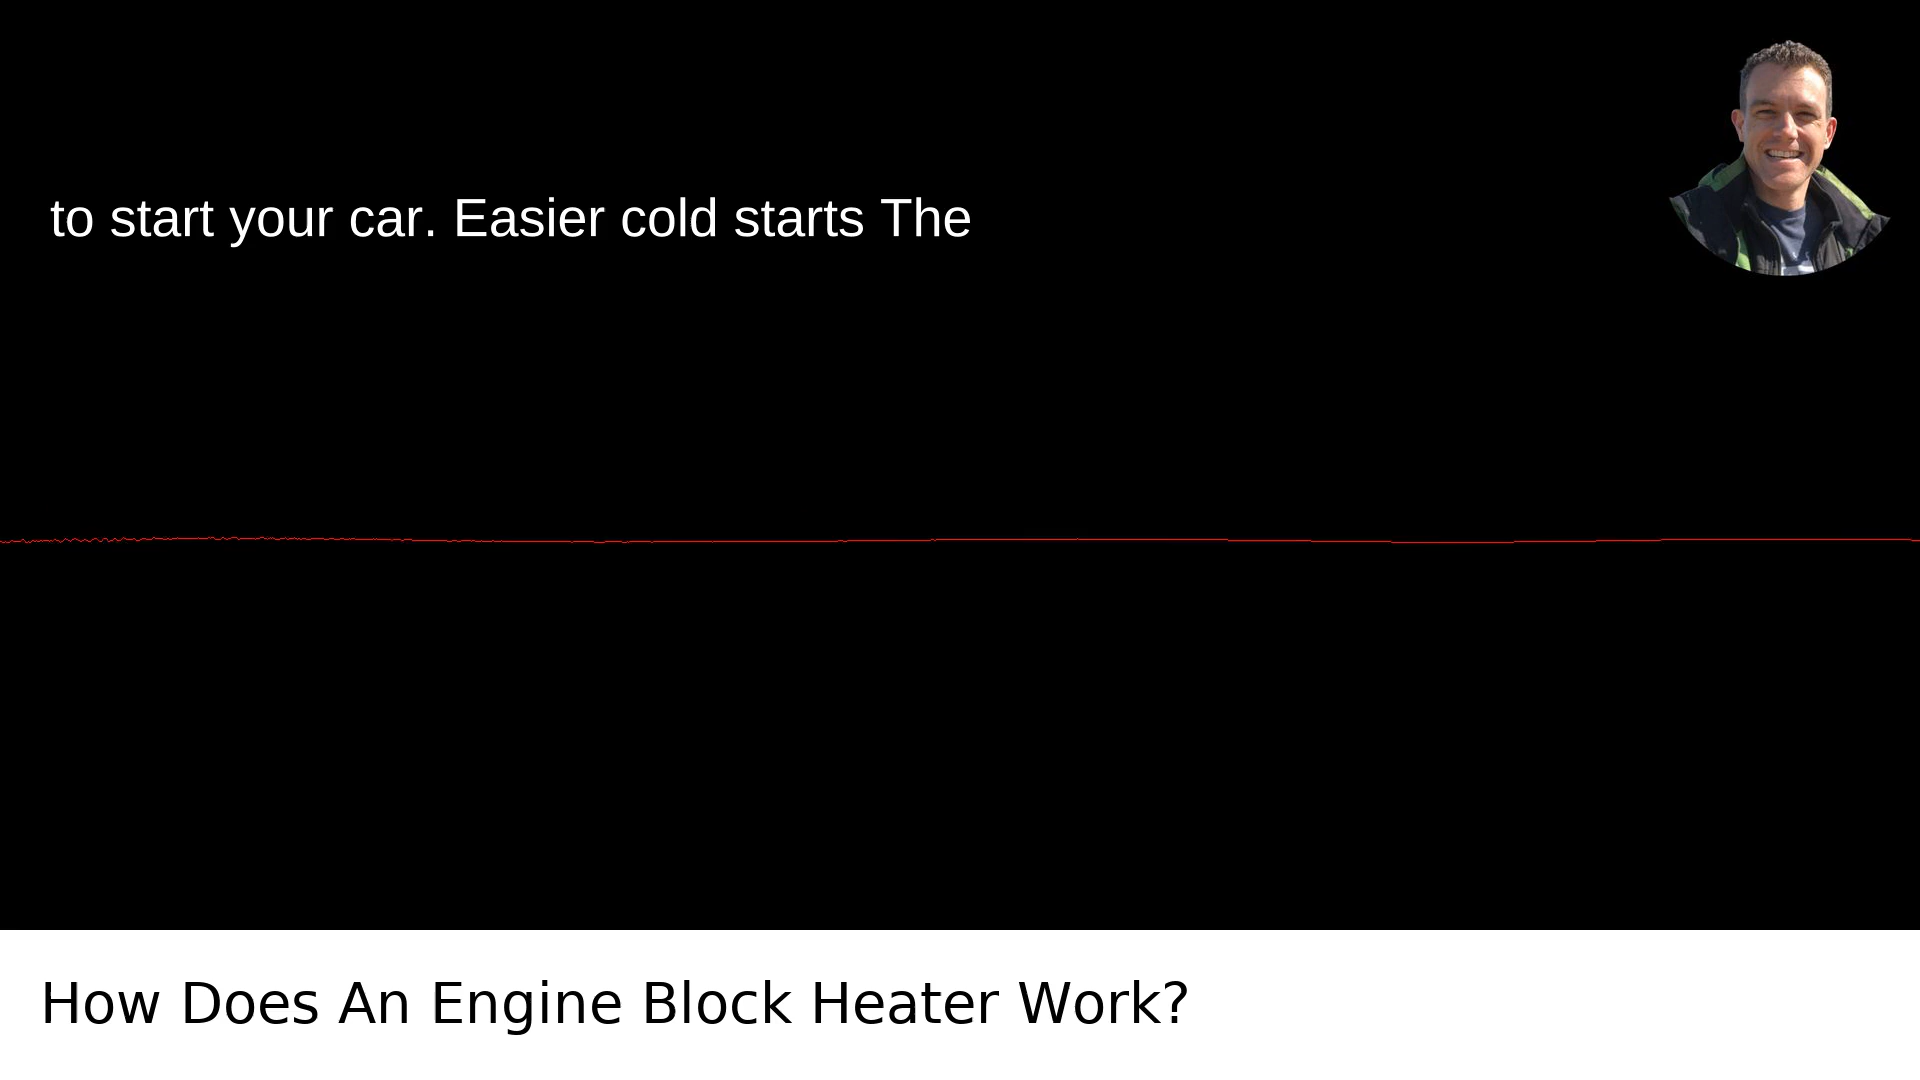 to start your car. Easier cold starts The
How Does An Engine Block Heater Work?